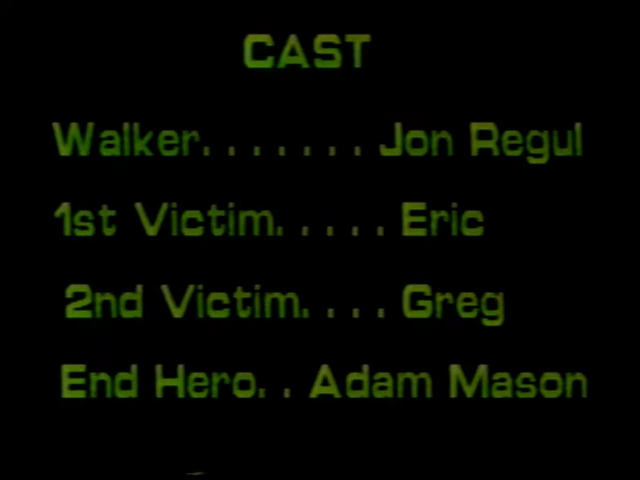 CAST
Walker. . . . . . . Jon Regul
1st Victim. . . . . Eric
2nd Victim. . . . Greg
End Hero. . Adam Mason